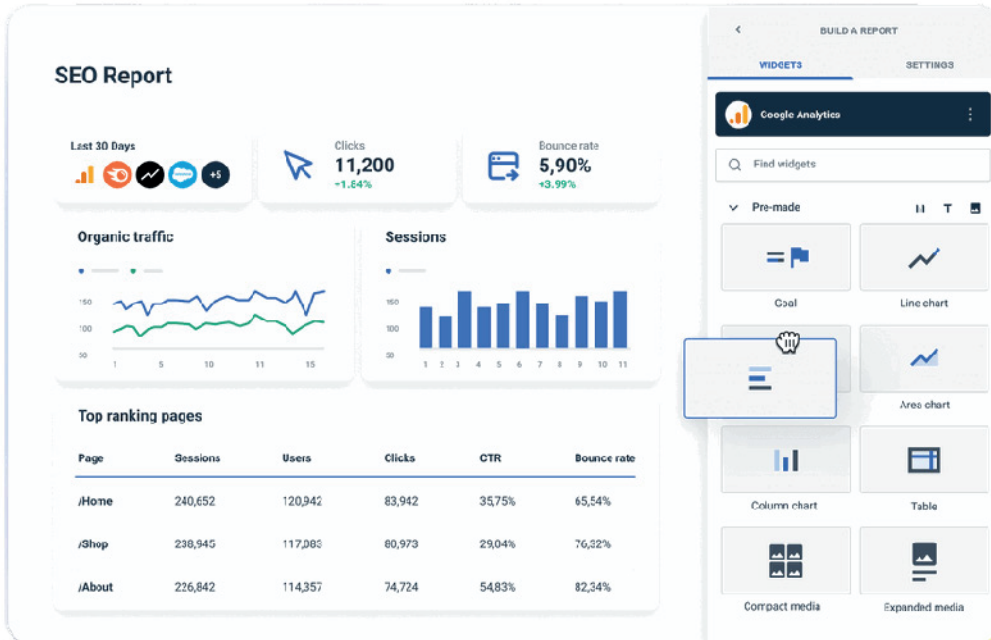 SEO Report
Last 30 Days
+5
Clicks
11,200
-1.84%
Bounce rate
5,90%
+3.99%
Organic traffic
150
100
50
1 5 10 11 15
Sessions
150
100
50
1 2 3 4 5 6 7 8 9 10 11
Top ranking pages
Page Sessions Users Clicks CTR Bounce rate
/Home 240,652 120,942 83,942 35,75% 65,54%
/Shop 238,945 117,083 80,973 29,04% 76,32%
/About 226,842 114,357 74,724 54,83% 82,34%
BUILD A REPORT
WIDGETS SETTINGS
Google Analytics
Find widgets
Pre-made
T
Goal Line chart
Area chart
Column chart Table
Compact media Expanded media